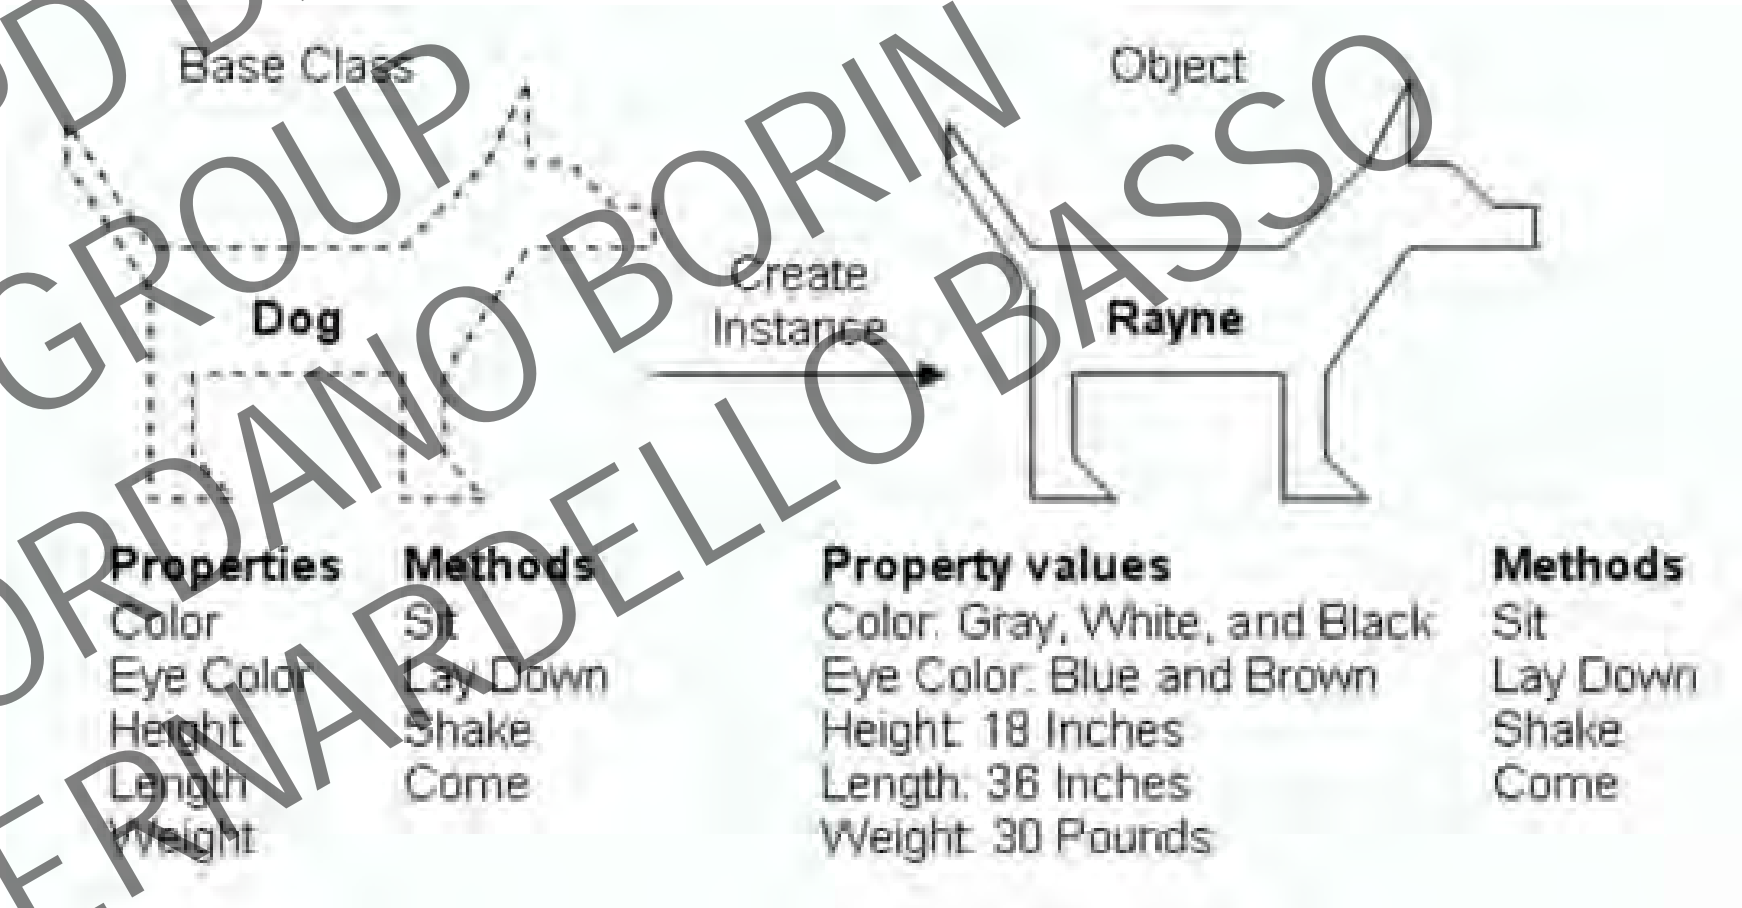 Base Class
Object
Dog
Create
Instance
Rayne
Properties
Color
Eye Color
Height
Length
Weight
Methods
Sit
Lay Down
Shake
Come
Property values
Color: Gray, White, and Black
Eye Color: Blue and Brown
Height: 18 Inches
Length: 36 Inches
Weight: 30 Pounds
Methods
Sit
Lay Down
Shake
Come
GROUP
ORDANO BORIN
ERNARDELLO BASSO